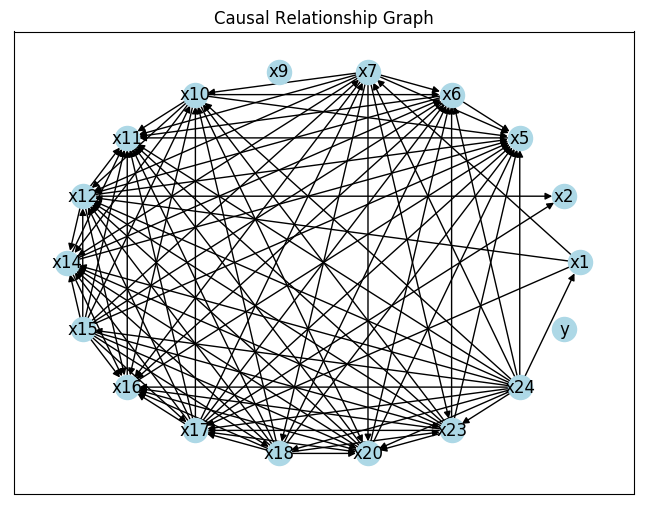 Causal Relationship Graph
x9
x7
x10
x6
x11
x5
x12
x2
x14
x1
x15
y
x16
x24
x17
x23
x18
x20